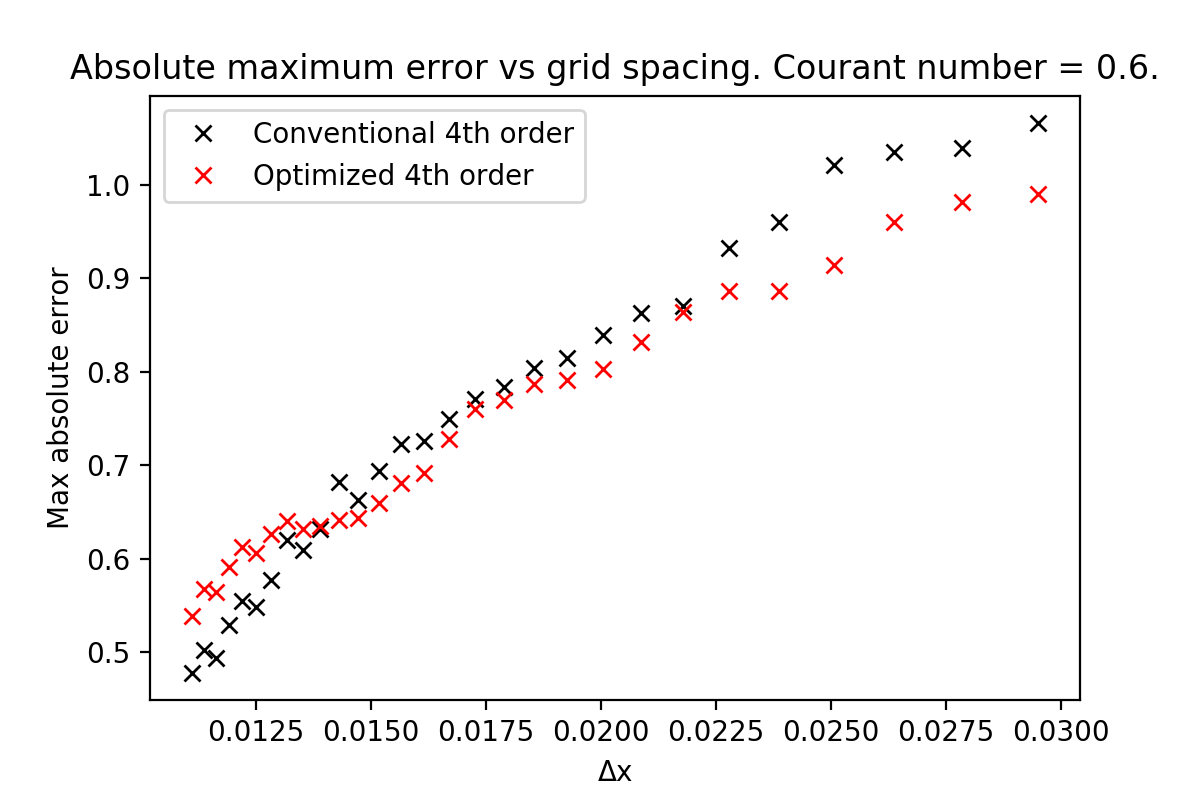 Absolute maximum error vs grid spacing. Courant number = 0.6.
Conventional 4th order
Optimized 4th order
Max absolute error
1.0
0.9
0.8
0.7
0.6
0.5
0.0125 0.0150 0.0175 0.0200 0.0225 0.0250 0.0275 0.0300
Δx